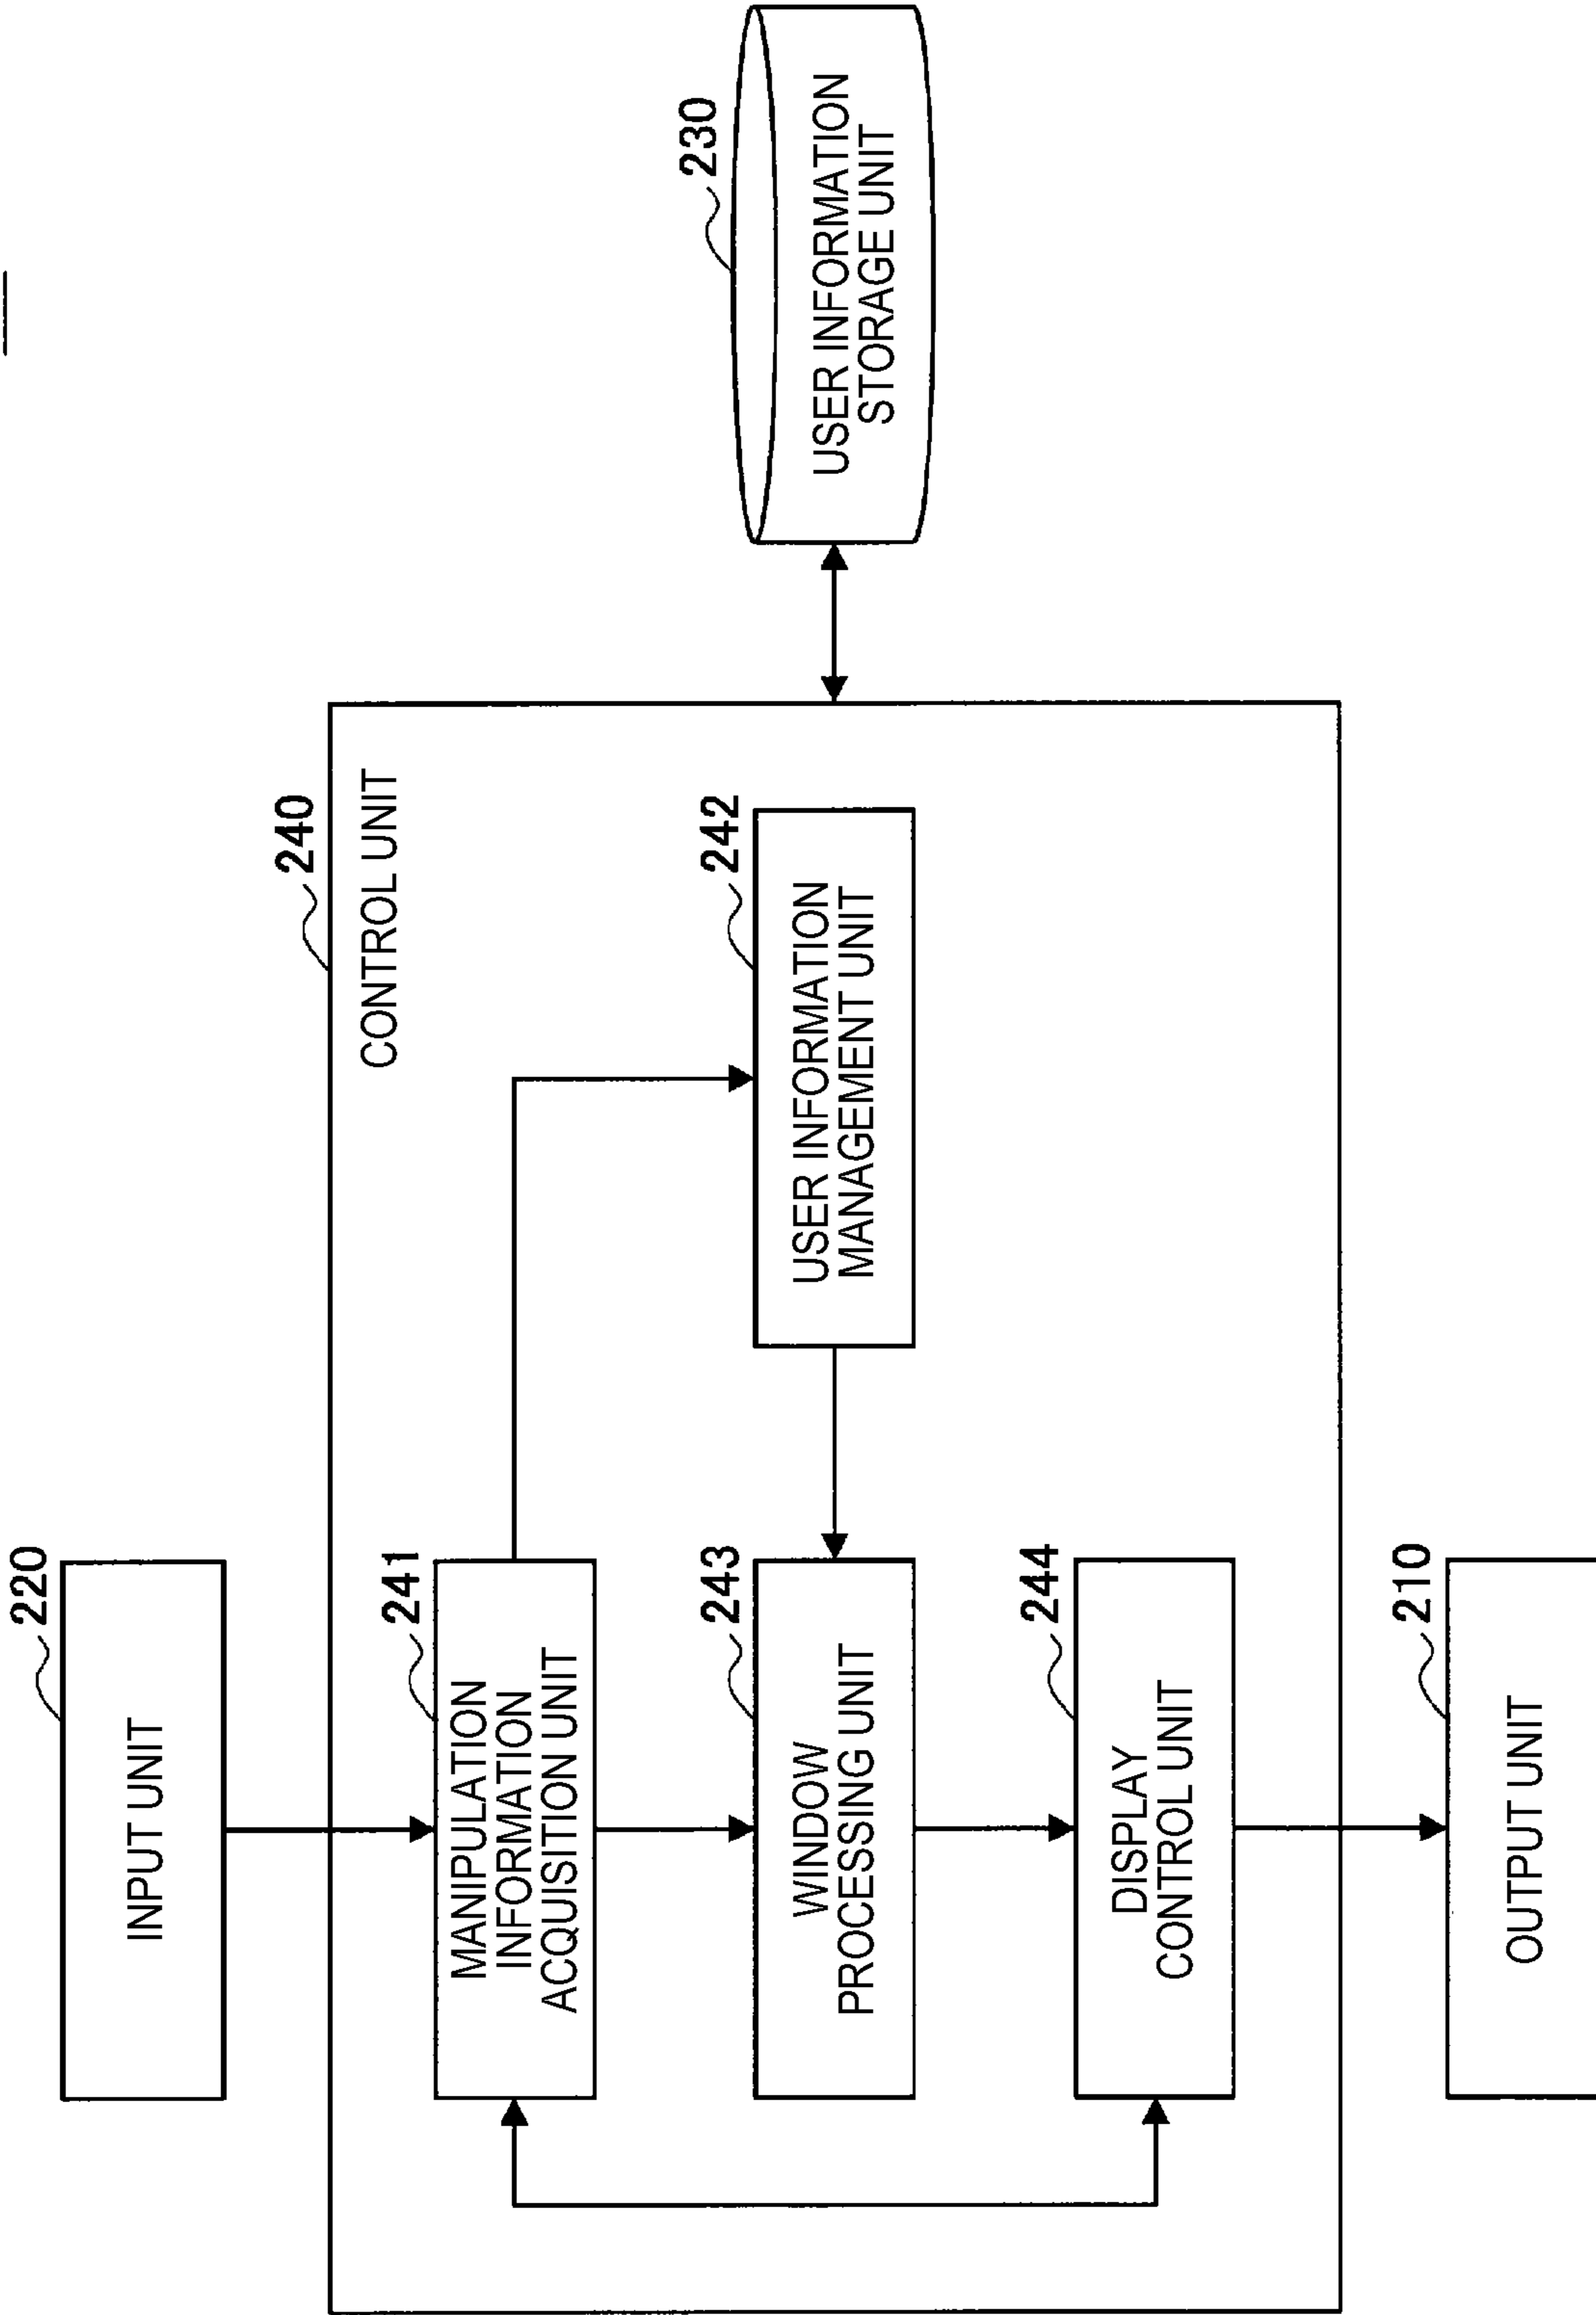 220
INPUT UNIT
240
CONTROL UNIT
241
MANIPULATION
INFORMATION
ACQUISITION UNIT
243
WINDOW
PROCESSING UNIT
242
USER INFORMATION
MANAGEMENT UNIT
230
USER INFORMATION
STORAGE UNIT
244
DISPLAY
CONTROL UNIT
210
OUTPUT UNIT